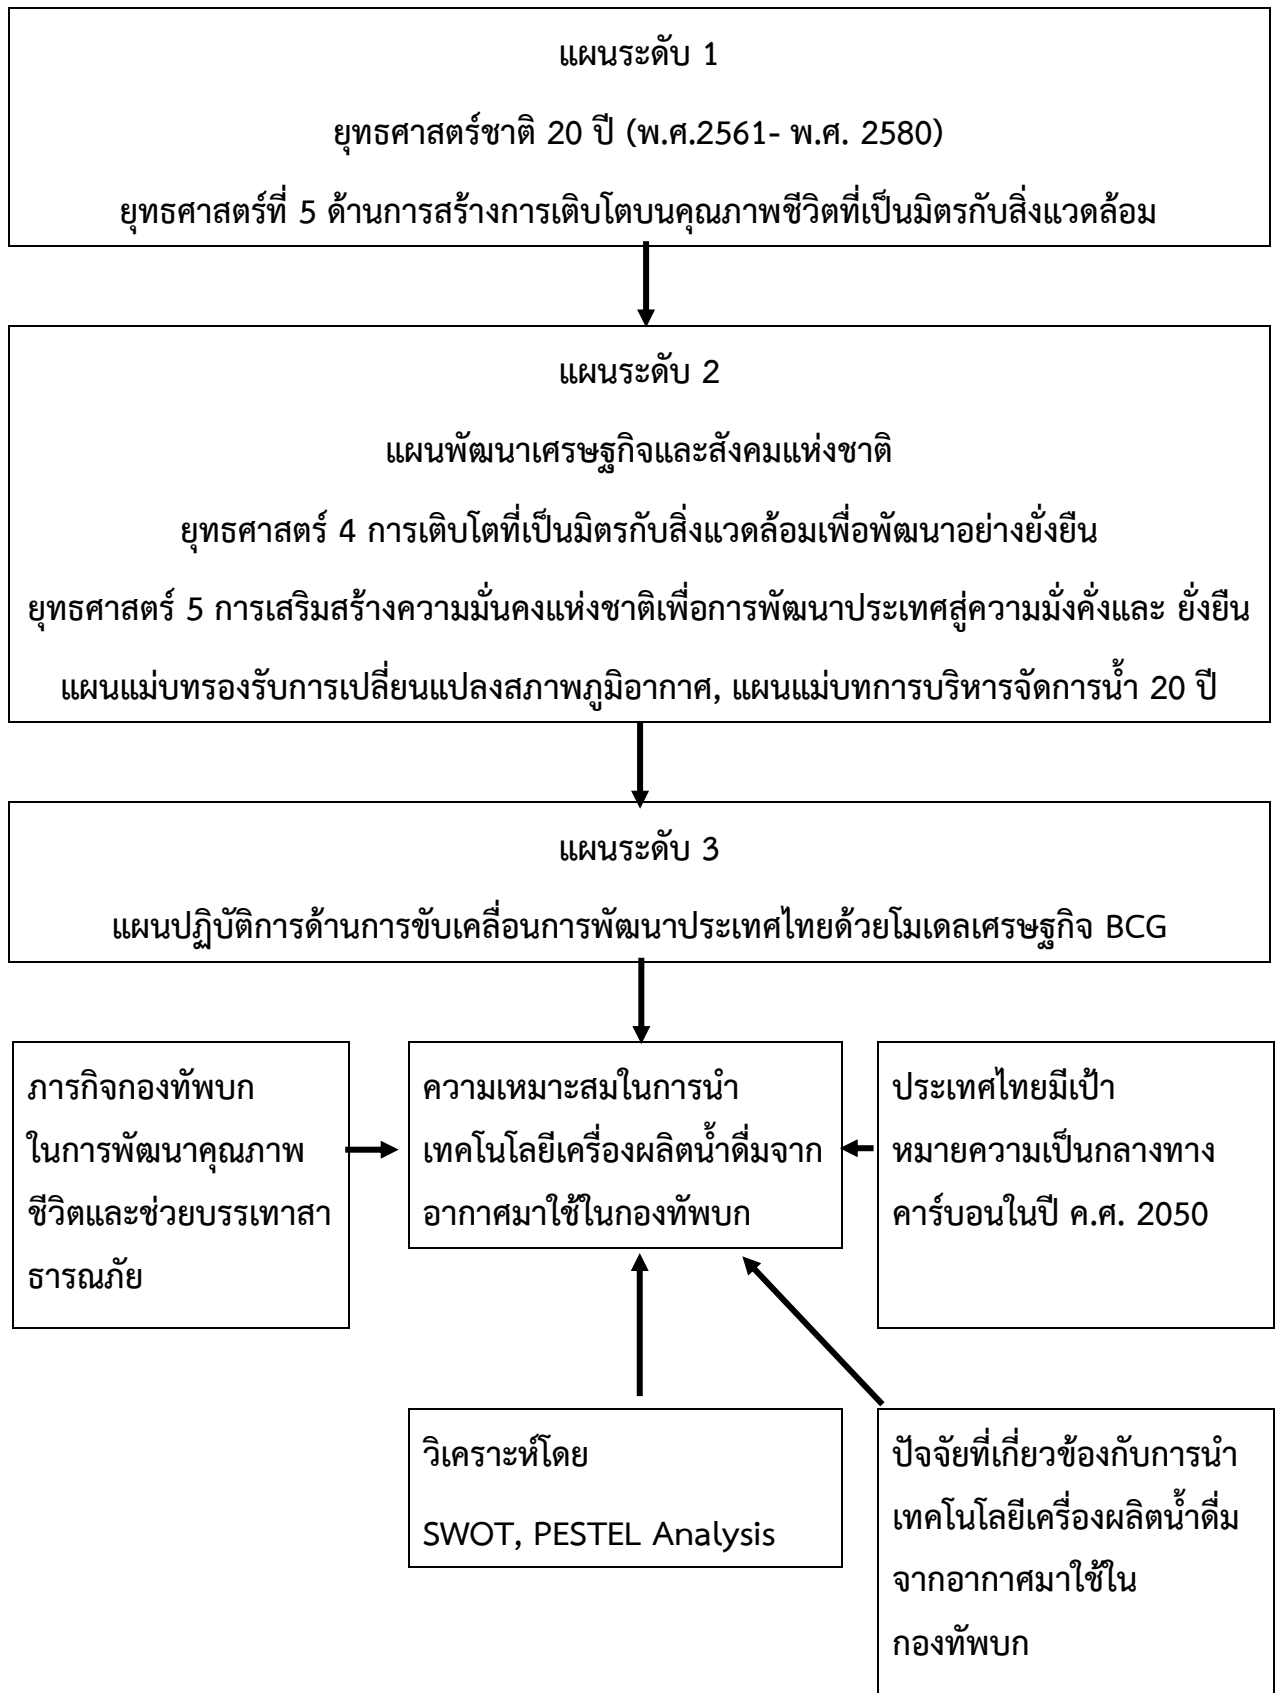 แผนระดับ 1
ยุทธศาสตร์ชาติ 20 ปี (พ.ศ.2561- พ.ศ. 2580)
ยุทธศาสตร์ที่ 5 ด้านการสร้างการเติบโตบนคุณภาพชีวิตที่เป็นมิตรกับสิ่งแวดล้อม
แผนระดับ 2
แผนพัฒนาเศรษฐกิจและสังคมแห่งชาติ
ยุทธศาสตร์ 4 การเติบโตที่เป็นมิตรกับสิ่งแวดล้อมเพื่อพัฒนาอย่างยั่งยืน
ยุทธศาสตร์ 5 การเสริมสร้างความมั่นคงแห่งชาติเพื่อการพัฒนาประเทศสู่ความมั่งคั่งและ ยั่งยืน
แผนแม่บทรองรับการเปลี่ยนแปลงสภาพภูมิอากาศ, แผนแม่บทการบริหารจัดการน้ำ 20 ปี
แผนระดับ 3
แผนปฏิบัติการด้านการขับเคลื่อนการพัฒนาประเทศไทยด้วยโมเดลเศรษฐกิจ BCG
ภารกิจกองทัพบก
ในการพัฒนาคุณภาพ
ชีวิตและช่วยบรรเทาสา
ธารณภัย
ความเหมาะสมในการนำ
เทคโนโลยีเครื่องผลิตน้ำดื่มจาก
อากาศมาใช้ในกองทัพบก
ประเทศไทยมีเป้า
หมายความเป็นกลางทาง
คาร์บอนในปี ค.ศ. 2050
วิเคราะห์โดย
SWOT, PESTEL Analysis
ปัจจัยที่เกี่ยวข้องกับการนำ
เทคโนโลยีเครื่องผลิตน้ำดื่ม
จากอากาศมาใช้ใน
กองทัพบก